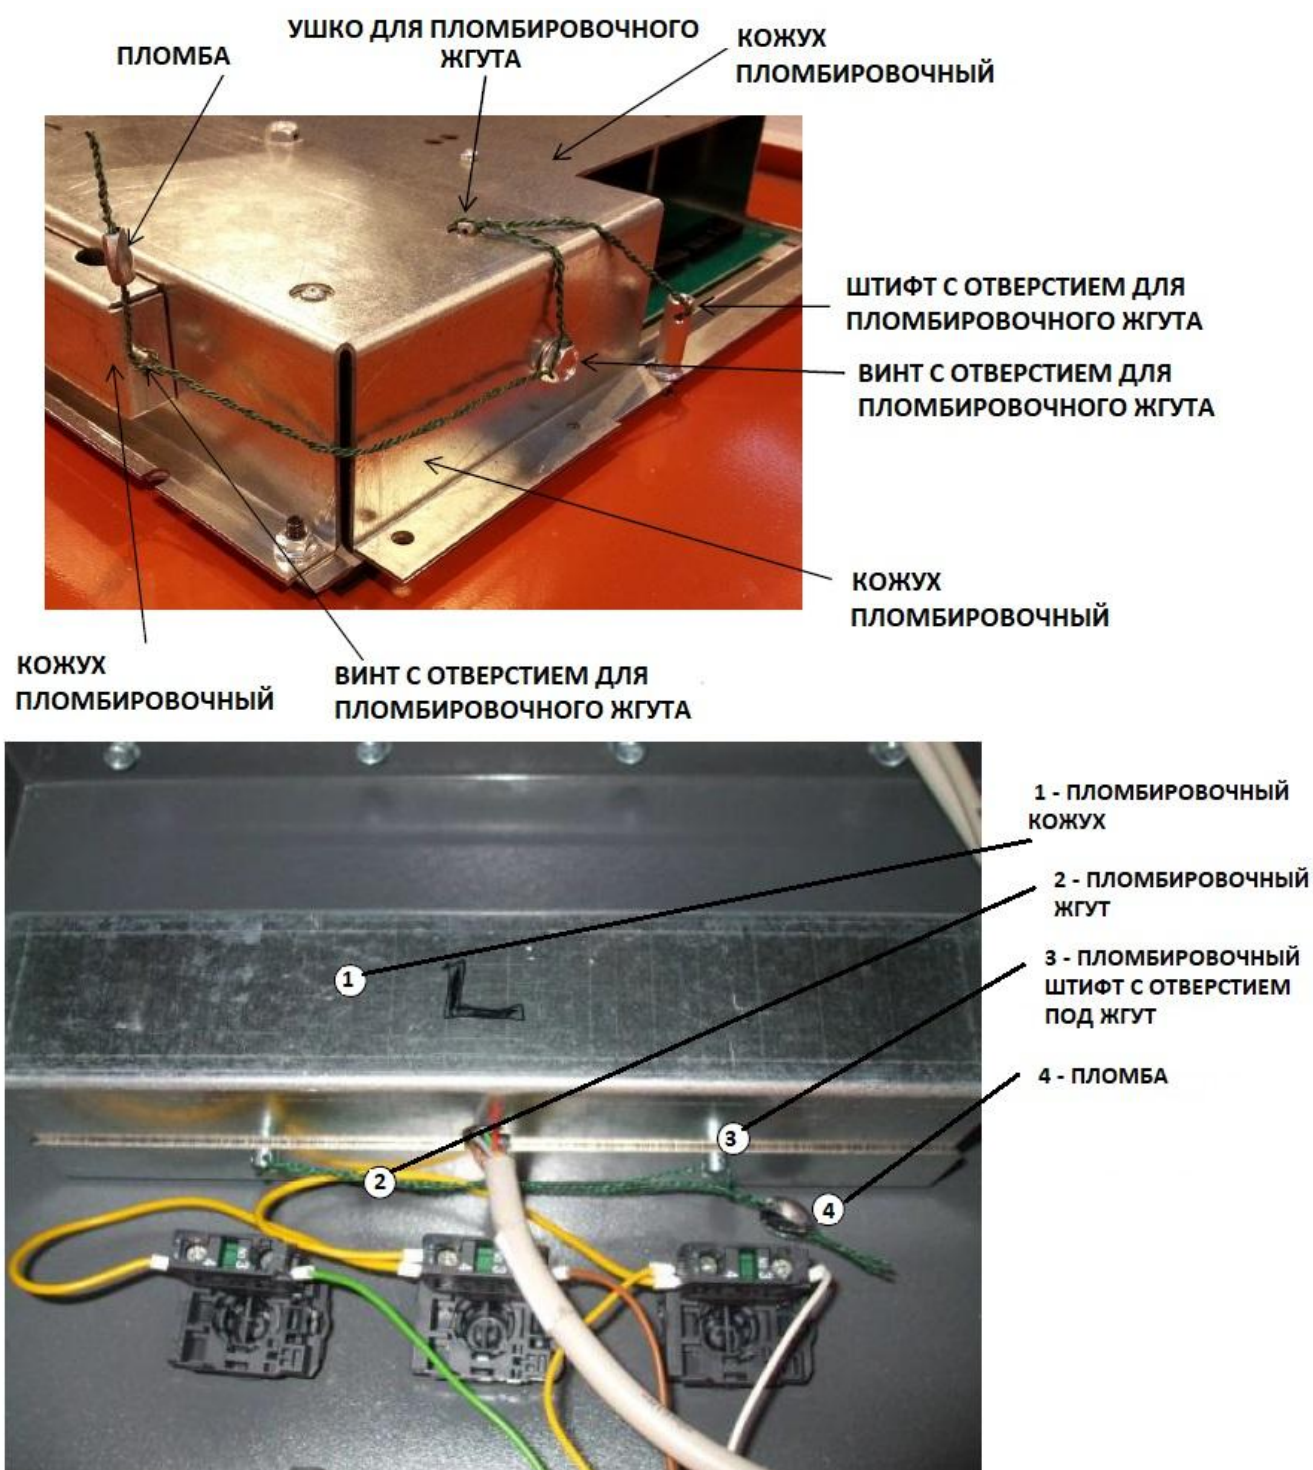 УШКО ДЛЯ ПЛОМБИРОВОЧНОГО
ЖГУТА
ПЛОМБА
КОЖУХ
ПЛОМБИРОВОЧНЫЙ
ШТИФТ С ОТВЕРСТИЕМ ДЛЯ
ПЛОМБИРОВОЧНОГО ЖГУТА
ВИНТ С ОТВЕРСТИЕМ ДЛЯ
ПЛОМБИРОВОЧНОГО ЖГУТА
КОЖУХ
ПЛОМБИРОВОЧНЫЙ
КОЖУХ
ПЛОМБИРОВОЧНЫЙ
ВИНТ С ОТВЕРСТИЕМ ДЛЯ
ПЛОМБИРОВОЧНОГО ЖГУТА
1 - ПЛОМБИРОВОЧНЫЙ
КОЖУХ
2 - ПЛОМБИРОВОЧНЫЙ
ЖГУТ
3 - ПЛОМБИРОВОЧНЫЙ
ШТИФТ С ОТВЕРСТИЕМ
ПОД ЖГУТ
4 - ПЛОМБА
1
L
3
2
4